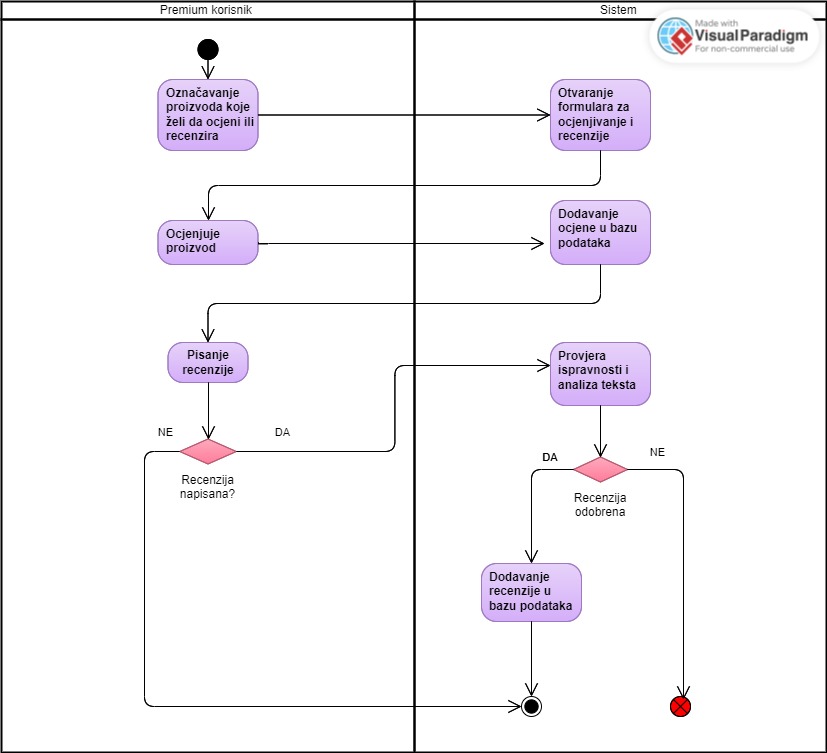 Premium korisnik
Sistem
Made with
VisualParadigm
For non-commercial use
Označavanje
proizvoda koje
želi da ocjeni ili
recenzira
Otvaranje
formulara za
ocjenjivanje i
recenzije
Ocjenjuje
proizvod
Dodavanje
ocjene u bazu
podataka
Pisanje
recenzije
Provjera
ispravnosti i
analiza teksta
NE
DA
Recenzija
napisana?
DA
NE
Recenzija
odobrena
Dodavanje
recenzije u
bazu podataka